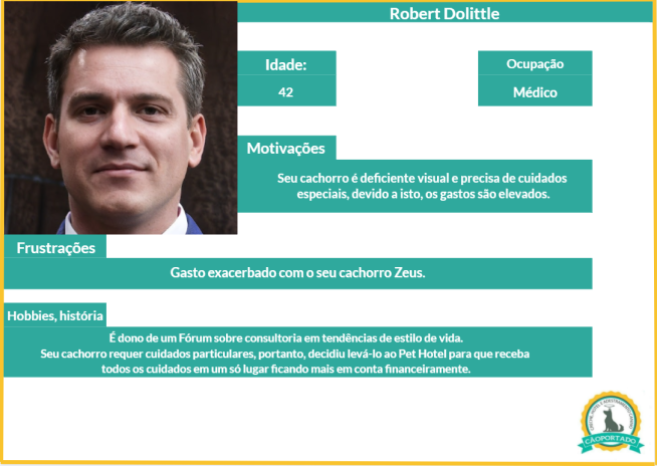 Robert Dolittle
Idade:
42
Ocupação
Médico
Motivações
Seu cachorro é deficiente visual e precisa de cuidados
especiais, devido a isto, os gastos são elevados.
Frustrações
Gasto exacerbado com o seu cachorro Zeus.
Hobbies, história
É dono de um Fórum sobre consultoria em tendências de estilo de vida.
Seu cachorro requer cuidados particulares, portanto, decidiu levá-lo ao Pet Hotel para que receba
todos os cuidados em um só lugar ficando mais em conta financeiramente.
CÃOPORTADO